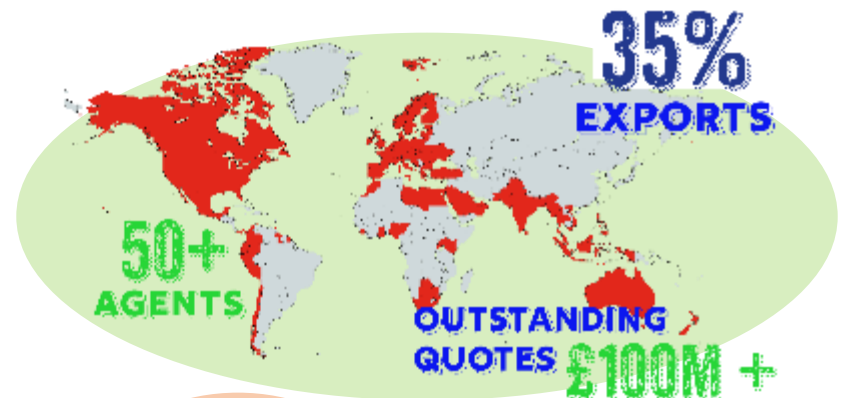 35%
EXPORTS
50+
AGENTS
OUTSTANDING
QUOTES £100M +